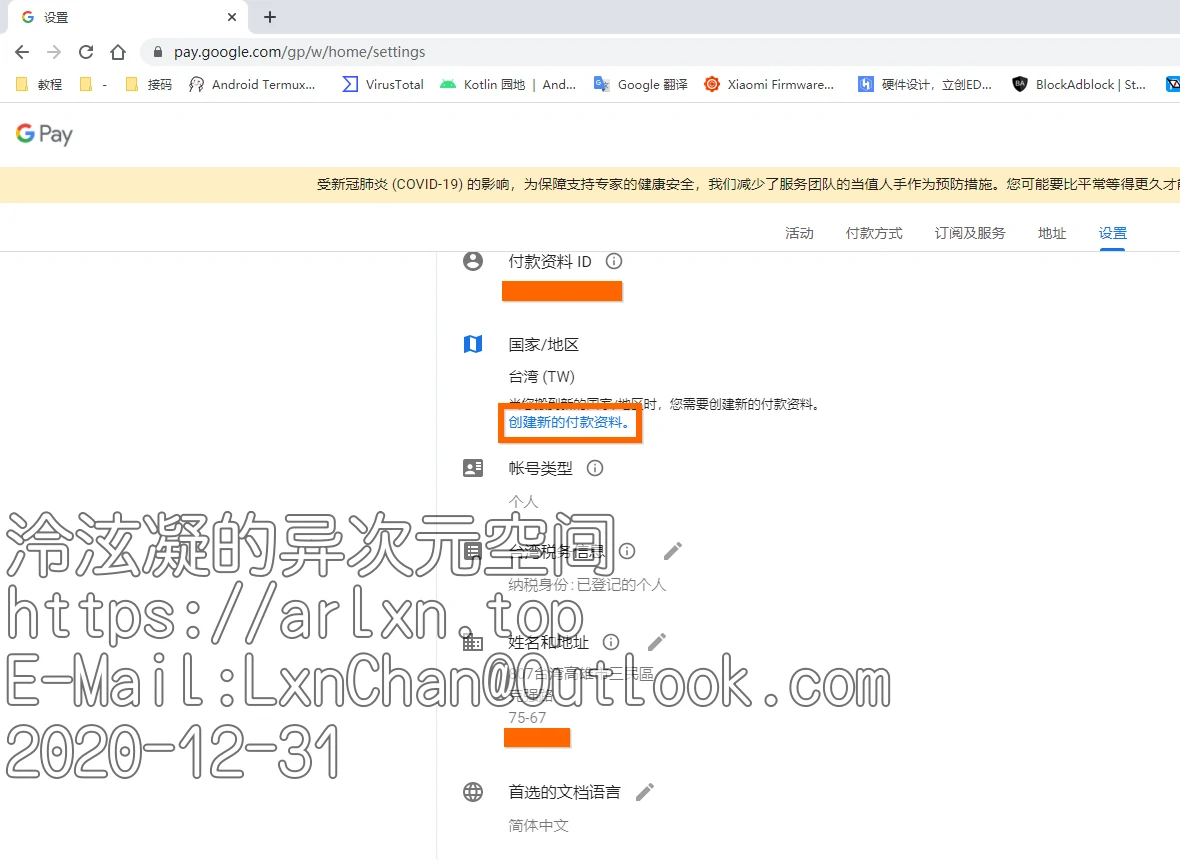 设置
pay.google.com/gp/w/home/settings
教程 - 接码 Android Termux... VirusTotal Kotlin 园地 | And... Google 翻译 Xiaomi Firmware... 硬件设计，立创ED... BlockAdblock | St...
G Pay
受新冠肺炎 (COVID-19) 的影响，为保障支持专家的健康安全，我们减少了服务团队的当值人手作为预防措施。您可能要比平常等得更久才能
活动 付款方式 订阅及服务 地址 设置
付款资料 ID
国家/地区
台湾 (TW)
当您搬到新的国家/地区时，您需要创建新的付款资料。
创建新的付款资料。
帐号类型
个人
泠泫凝的异次元空间
台湾税务信息
纳税身份：已登记的个人
https://arlxn.top
姓名和地址
807台湾高雄市三民區
E-Mail:LxnChan@Outlook.com
75-67
2020-12-31
首选的文档语言
简体中文